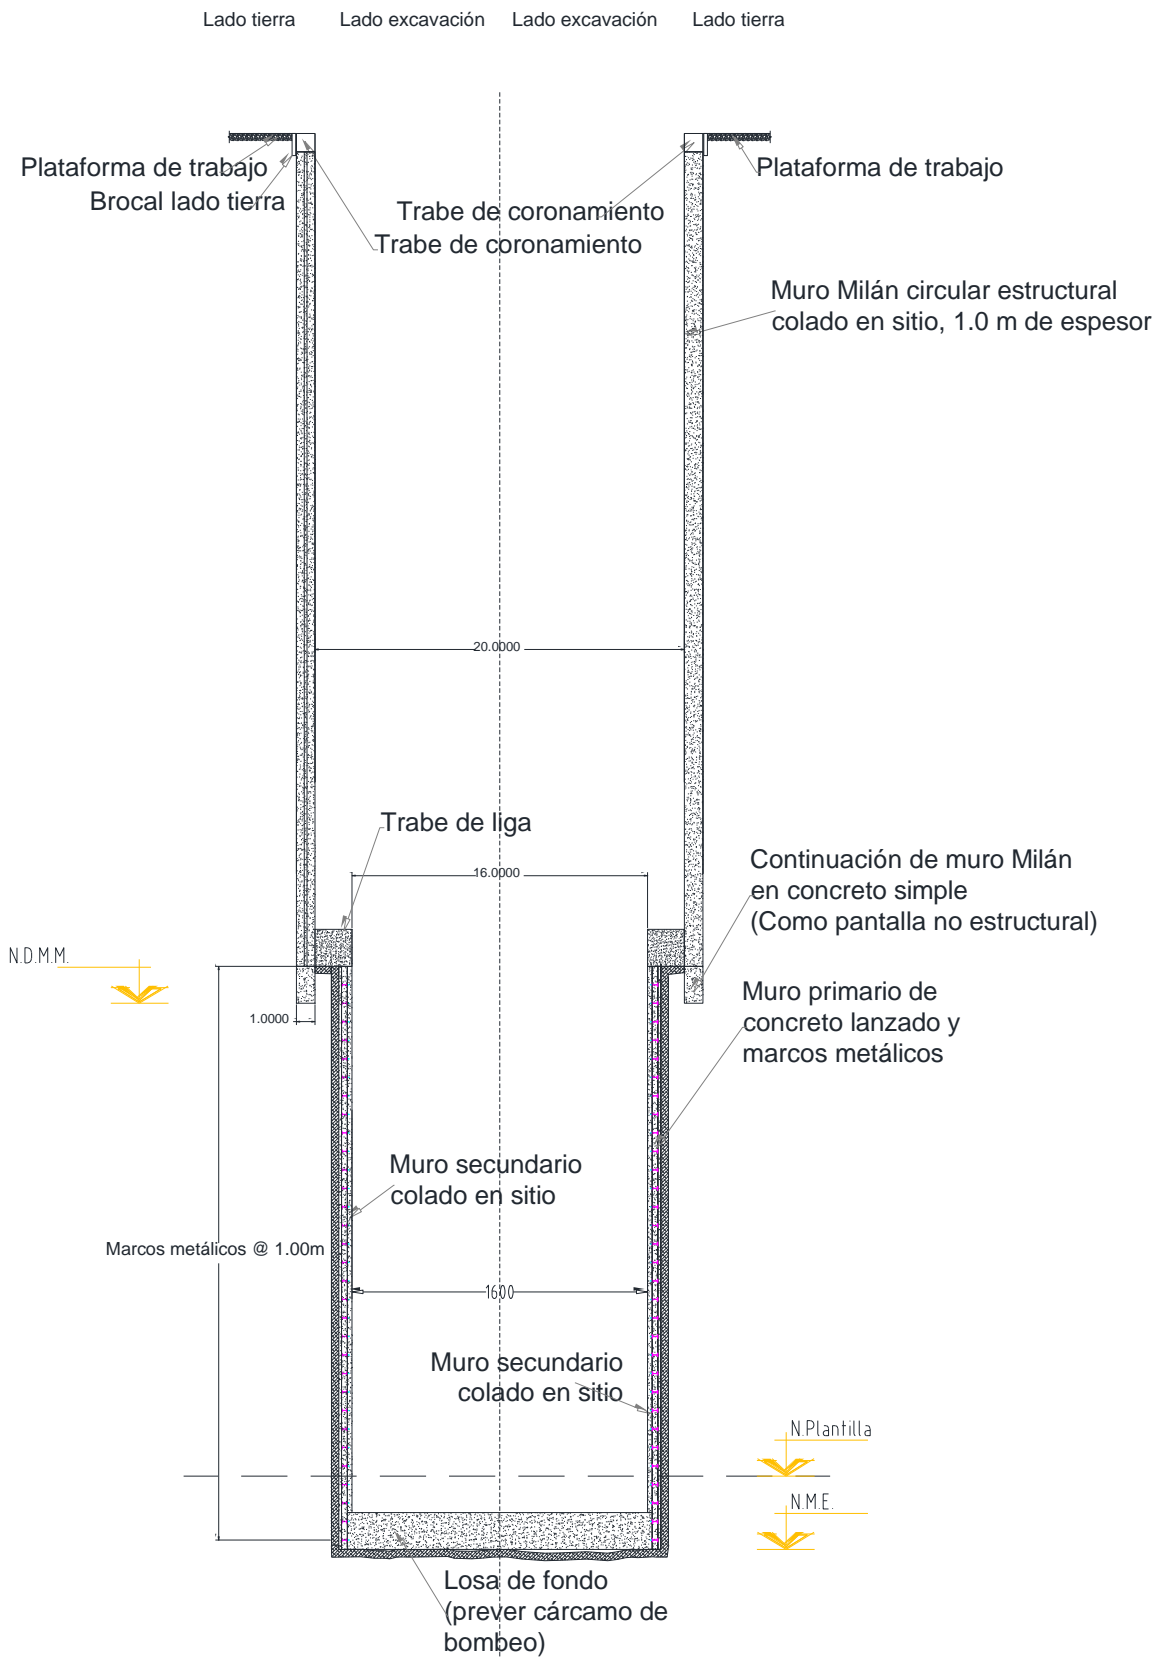 Lado tierra
Lado excavación
Lado excavación
Lado tierra
Plataforma de trabajo
Brocal lado tierra
Plataforma de trabajo
Trabe de coronamiento
Trabe de coronamiento
Muro Milán circular estructural
colado en sitio, 1.0 m de espesor
20.0000
Trabe de liga
16.0000
Continuación de muro Milán
en concreto simple
(Como pantalla no estructural)
N.D.M.M.
1.0000
Muro primario de
concreto lanzado y
marcos metálicos
Muro secundario
colado en sitio
Marcos metálicos @ 1.00m
1600
Muro secundario
colado en sitio
N.Plantilla
N.M.E.
Losa de fondo
(prever cárcamo de
bombeo)